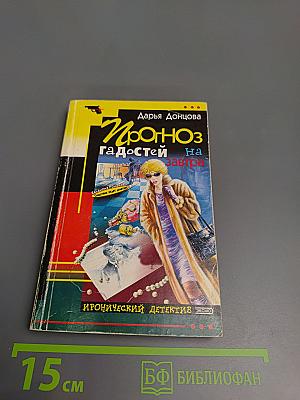 Дарья Донцова
Прогноз
гадостей на
завтра
ИРОНИЧЕСКИЙ ДЕТЕКТИВ
15 см
БФ БИБЛИОФАН